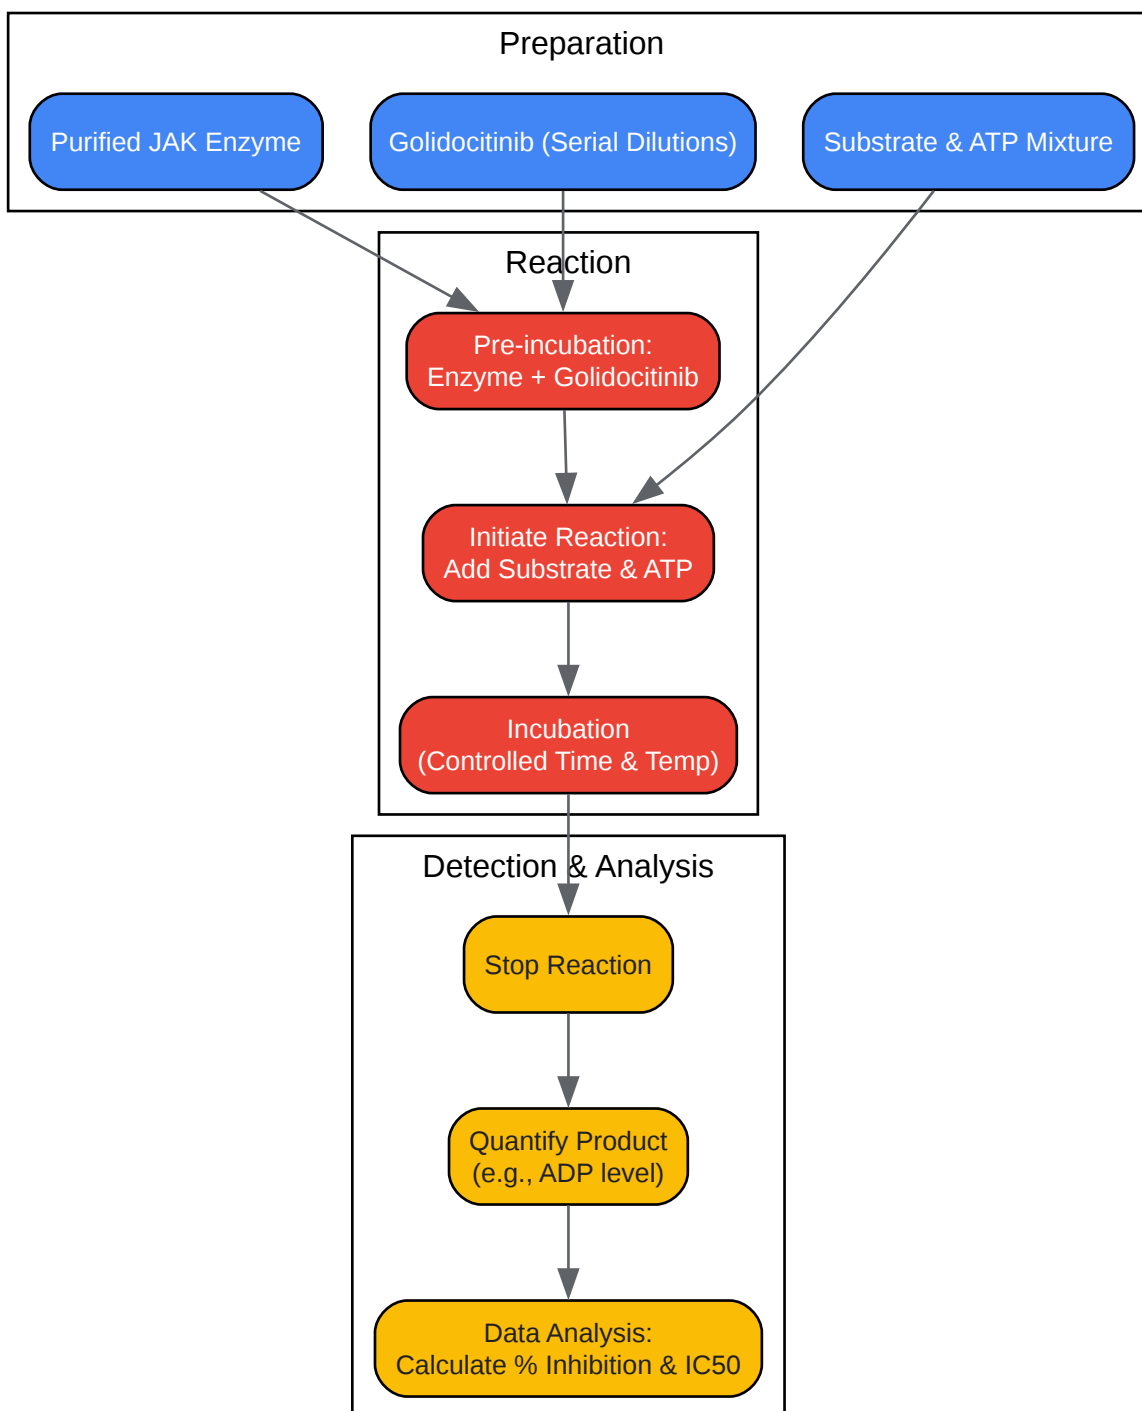 Preparation
Purified JAK Enzyme
Golidocitinib (Serial Dilutions)
Substrate & ATP Mixture
Reaction
Pre-incubation:
Enzyme + Golidocitinib
Initiate Reaction:
Add Substrate & ATP
Incubation
(Controlled Time & Temp)
Detection & Analysis
Stop Reaction
Quantify Product
(e.g., ADP level)
Data Analysis:
Calculate % Inhibition & IC50